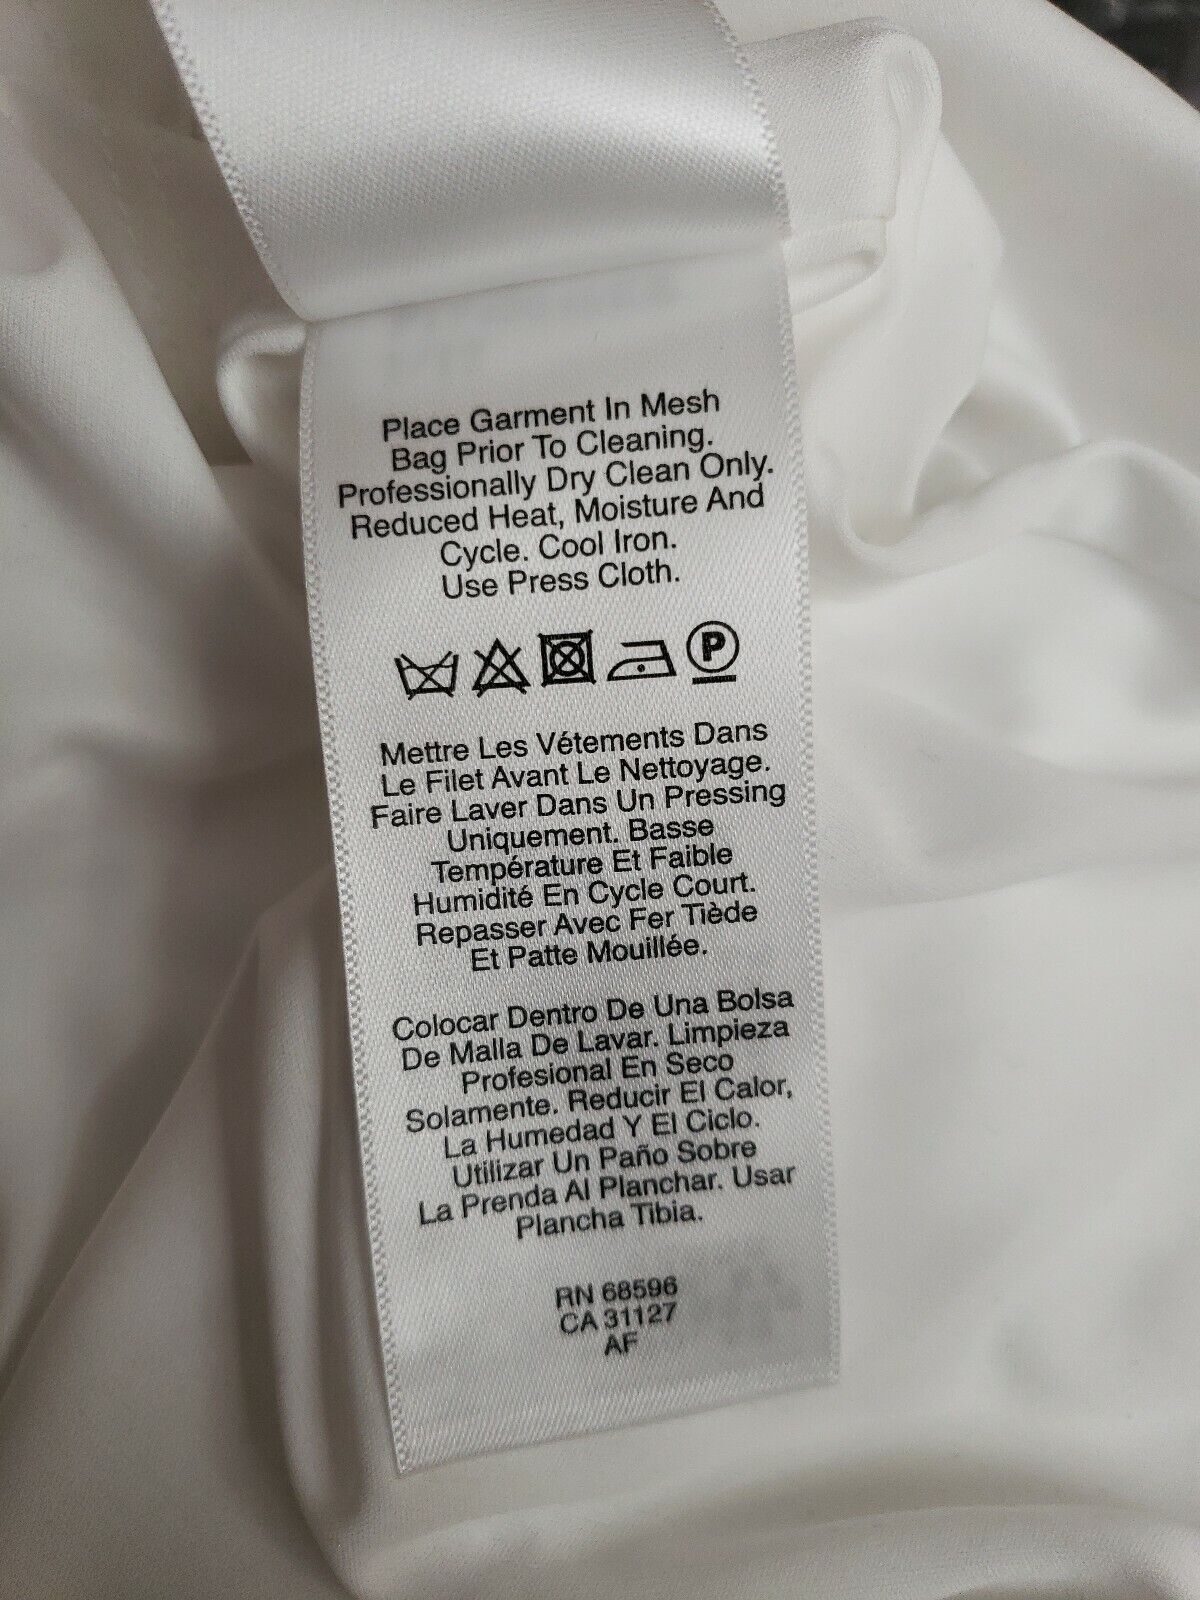 Place Garment In Mesh
Bag Prior To Cleaning.
Professionally Dry Clean Only.
Reduced Heat, Moisture And
Cycle. Cool Iron.
Use Press Cloth.
P
Mettre Les Vétements Dans
Le Filet Avant Le Nettoyage.
Faire Laver Dans Un Pressing
Uniquement. Basse
Température Et Faible
Humidité En Cycle Court.
Repasser Avec Fer Tiède
Et Patte Mouillée.
Colocar Dentro De Una Bolsa
De Malla De Lavar. Limpieza
Profesional En Seco
Solamente. Reducir El Calor,
La Humedad Y El Ciclo.
Utilizar Un Paño Sobre
La Prenda Al Planchar. Usar
Plancha Tibia.
RN 68596
CA 31127
AF